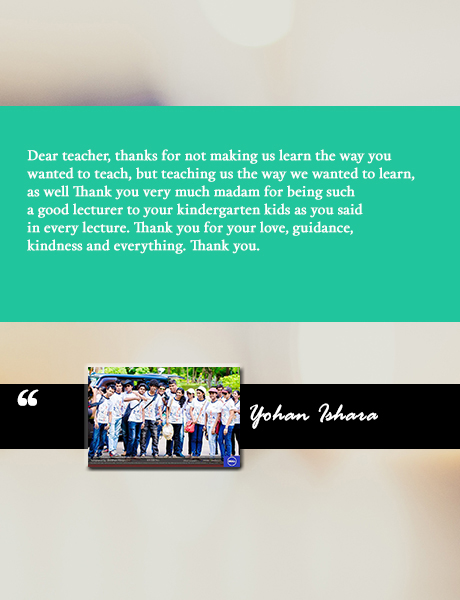 Dear teacher, thanks for not making us learn the way you
wanted to teach, but teaching us the way we wanted to learn,
as well Thank you very much madam for being such
a good lecturer to your kindergarten kids as you said
in every lecture. Thank you for your love, guidance,
kindness and everything. Thank you.
“
Yohan Ishara